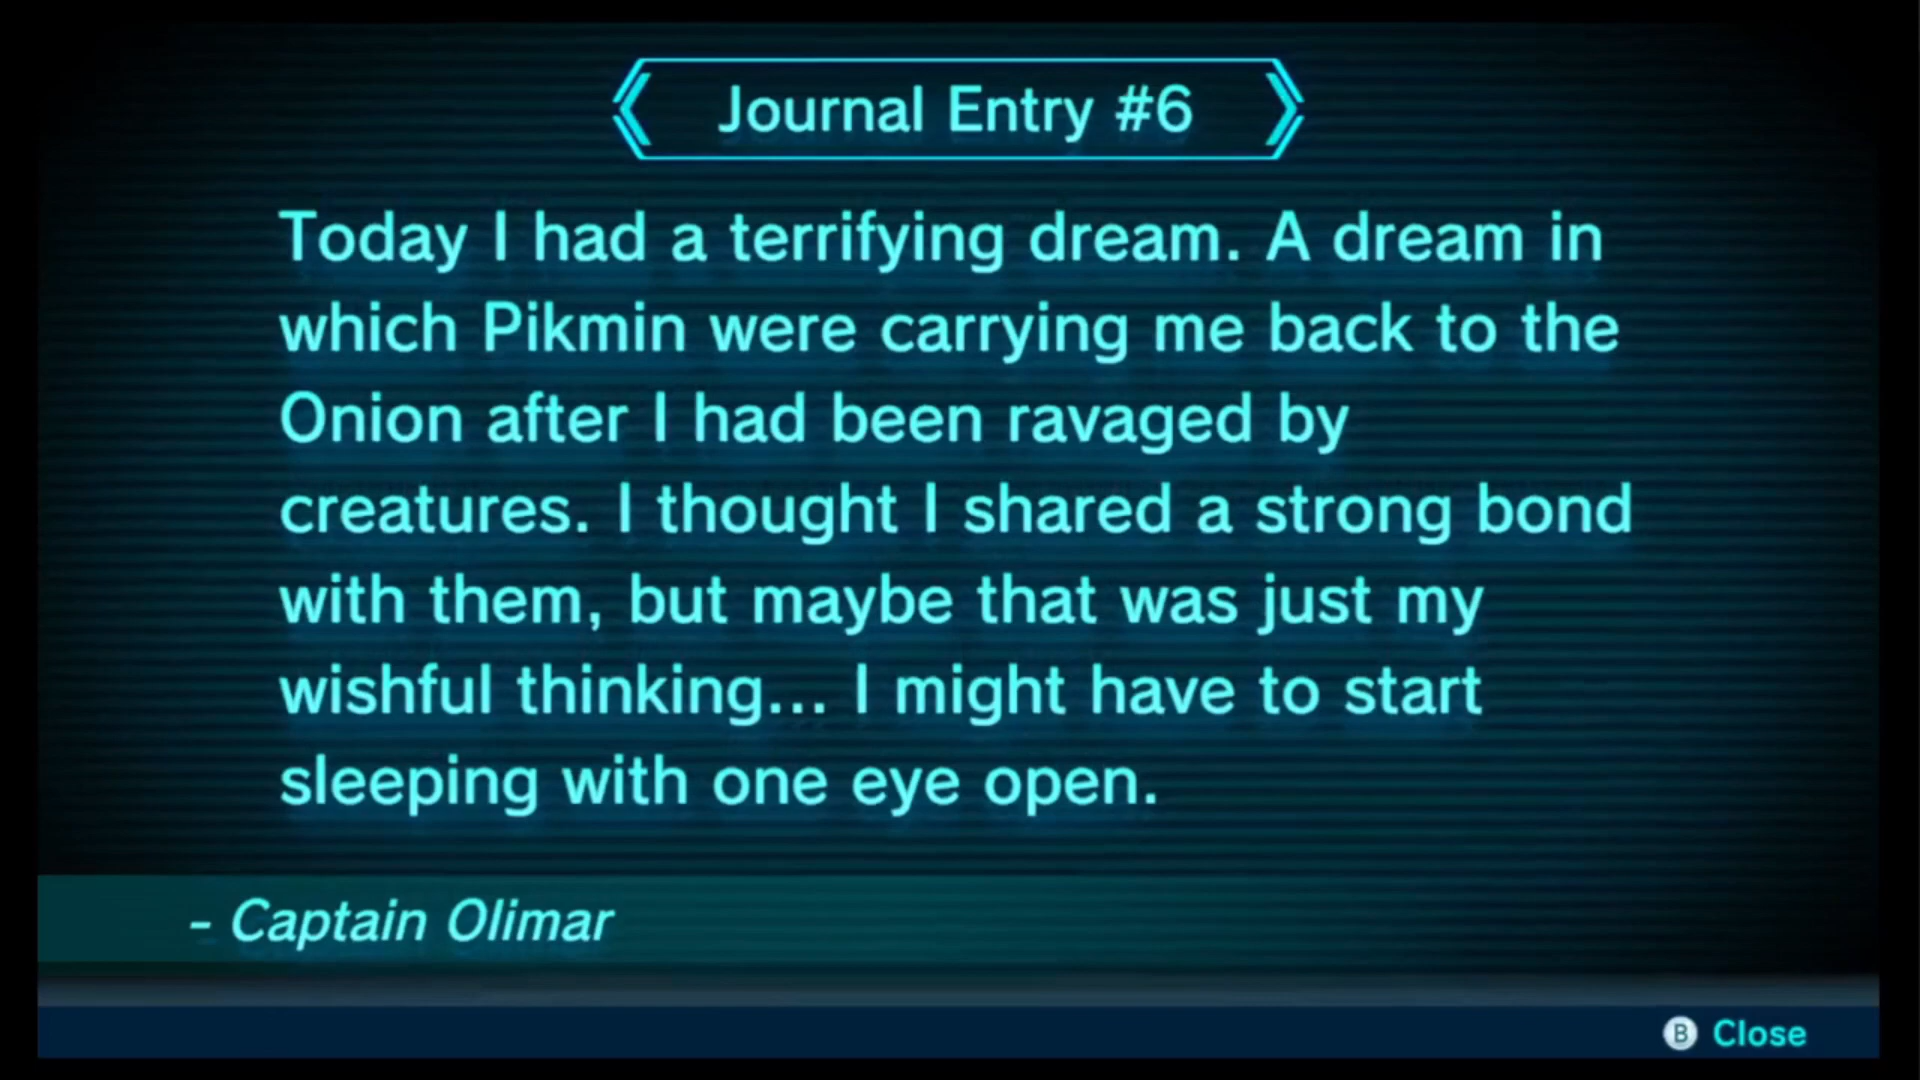 Journal Entry #6
Today I had a terrifying dream. A dream in
which Pikmin were carrying me back to the
Onion after I had been ravaged by
creatures. I thought I shared a strong bond
with them, but maybe that was just my
wishful thinking... I might have to start
sleeping with one eye open.
- Captain Olimar
B Close